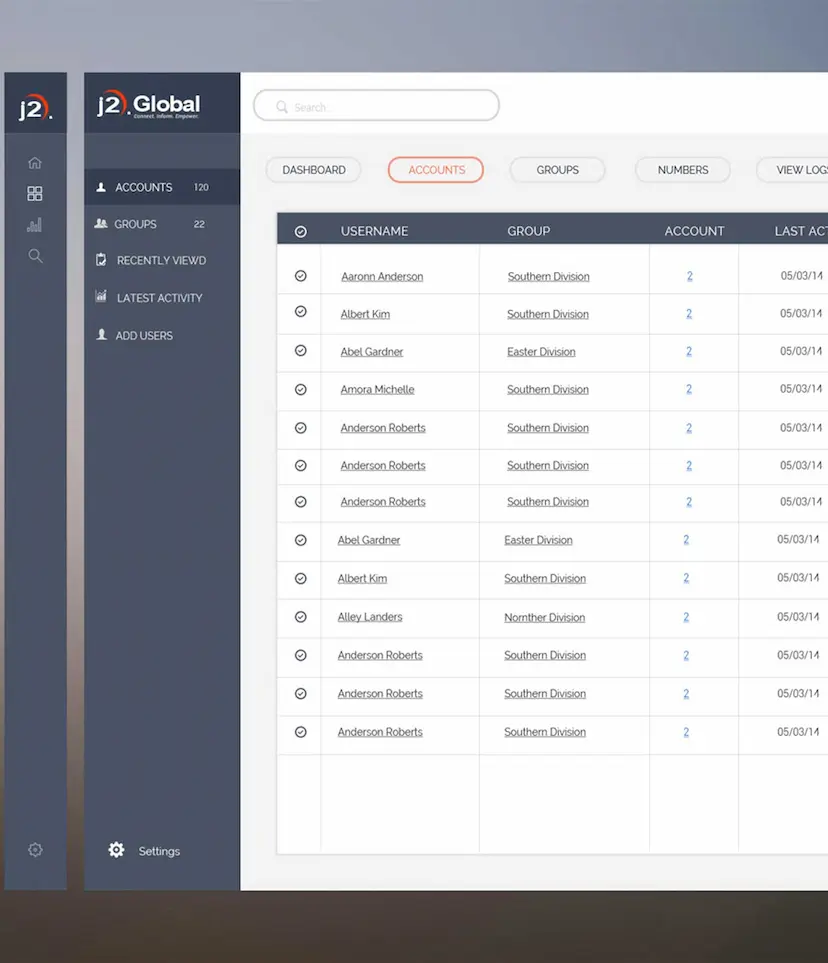 j2.
j2. Global
Connect. Inform. Empower.
Search...
ACCOUNTS 120
GROUPS 22
RECENTLY VIEWD
LATEST ACTIVITY
ADD USERS
Settings
DASHBOARD ACCOUNTS GROUPS NUMBERS VIEW LOGS
USERNAME GROUP ACCOUNT LAST ACT
Aaronn Anderson Southern Division 2 05/03/14
Albert Kim Southern Division 2 05/03/14
Abel Gardner Easter Division 2 05/03/14
Amora Michelle Southern Division 2 05/03/14
Anderson Roberts Southern Division 2 05/03/14
Anderson Roberts Southern Division 2 05/03/14
Anderson Roberts Southern Division 2 05/03/14
Abel Gardner Easter Division 2 05/03/14
Albert Kim Southern Division 2 05/03/14
Alley Landers Nornther Division 2 05/03/14
Anderson Roberts Southern Division 2 05/03/14
Anderson Roberts Southern Division 2 05/03/14
Anderson Roberts Southern Division 2 05/03/14